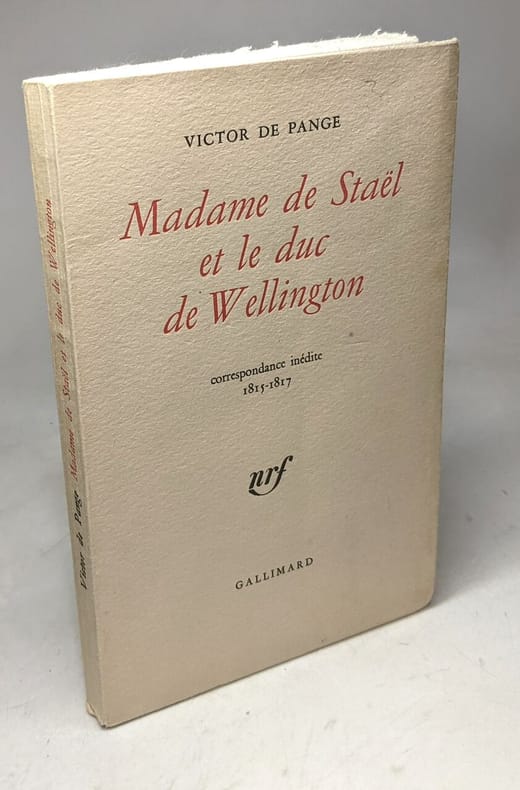 VICTOR DE PANGE
Madame de Staël
et le duc
de Wellington
correspondance inédite
1815-1817
nrf
GALLIMARD
Victor de Pange Madame de Staël et le duc de Wellington